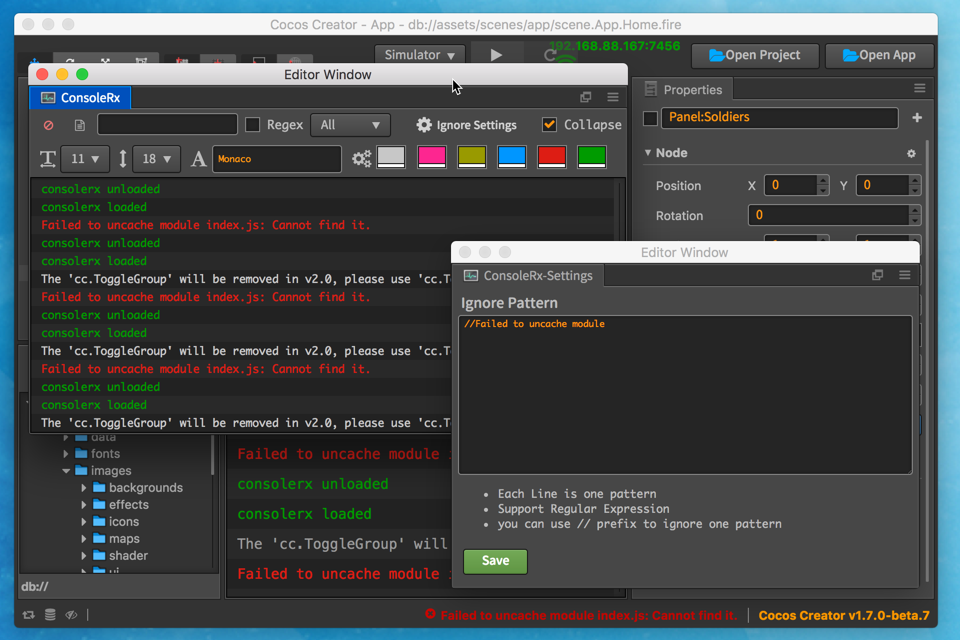 Cocos Creator - App - db://assets/scenes/app/scene.App.Home.fire
Simulator
192.168.88.167:7456
Open Project
Open App
Editor Window
ConsoleRx
Regex
All
Ignore Settings
Collapse
11
18
Monaco
consolerx unloaded
consolerx loaded
Failed to uncache module index.js: Cannot find it.
consolerx unloaded
consolerx loaded
The 'cc.ToggleGroup' will be removed in v2.0, please use 'cc.T
Failed to uncache module index.js: Cannot find it.
consolerx unloaded
consolerx loaded
The 'cc.ToggleGroup' will be removed in v2.0, please use 'cc.T
Failed to uncache module index.js: Cannot find it.
consolerx unloaded
consolerx loaded
The 'cc.ToggleGroup' will be removed in v2.0, please use 'cc.T
Properties
Panel:Soldiers
Node
Position X 0 Y 0
Rotation 0
Editor Window
ConsoleRx-Settings
Ignore Pattern
//Failed to uncache module
• Each Line is one pattern
• Support Regular Expression
• you can use // prefix to ignore one pattern
Save
data
fonts
images
backgrounds
effects
icons
maps
shader
ui
db://
Failed to uncache module
consolerx unloaded
consolerx loaded
The 'cc.ToggleGroup' will
Failed to uncache module
Failed to uncache module index.js: Cannot find it.
Cocos Creator v1.7.0-beta.7